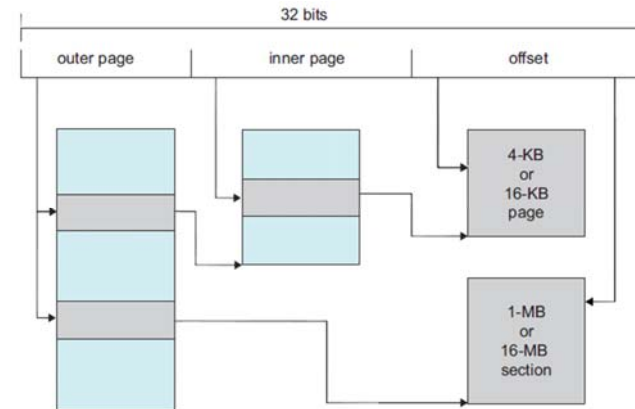 32 bits
outer page
inner page
offset
4-KB
or
16-KB
page
1-MB
or
16-MB
section